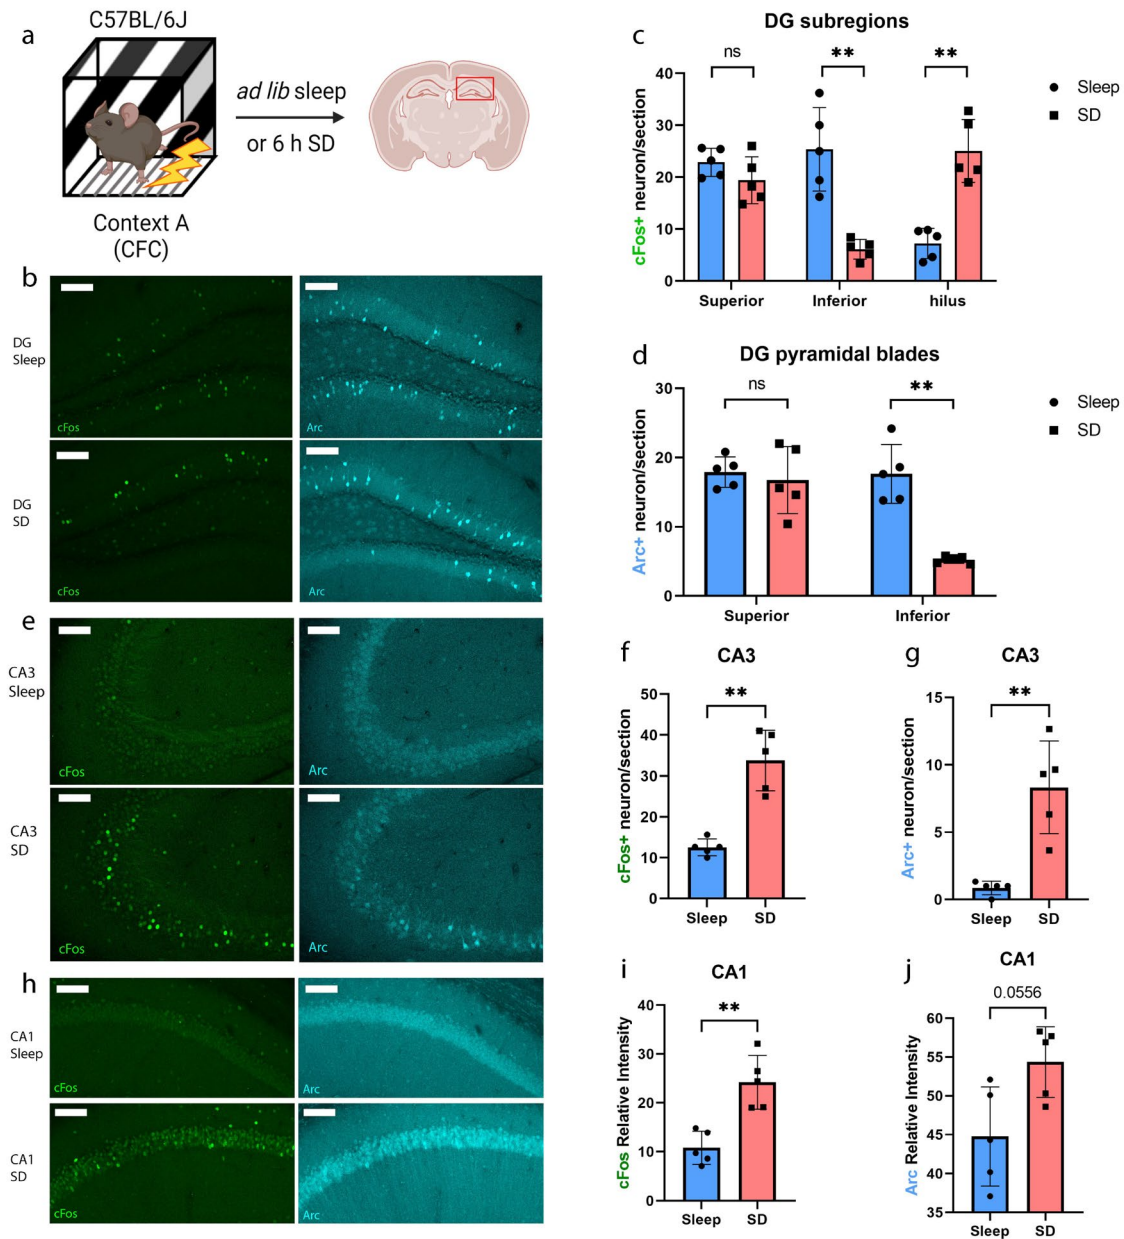 a
C57BL/6J
ad lib sleep
or 6 h SD
Context A
(CFC)
b
DG
Sleep
cFos
Arc
DG
SD
cFos
Arc
e
CA3
Sleep
cFos
Arc
CA3
SD
cFos
Arc
h
CA1
Sleep
cFos
Arc
CA1
SD
cFos
Arc
c
DG subregions
ns
**
**
Sleep
SD
cFos+ neuron/section
40
30
20
10
0
Superior
Inferior
hilus
d
DG pyramidal blades
ns
**
Sleep
SD
Arc+ neuron/section
30
20
10
0
Superior
Inferior
f
CA3
**
cFos+ neuron/section
50
40
30
20
10
0
Sleep
SD
g
CA3
**
Arc+ neuron/section
15
10
5
0
Sleep
SD
i
CA1
**
cFos Relative Intensity
40
30
20
10
0
Sleep
SD
j
CA1
0.0556
Arc Relative Intensity
60
55
50
45
40
35
Sleep
SD